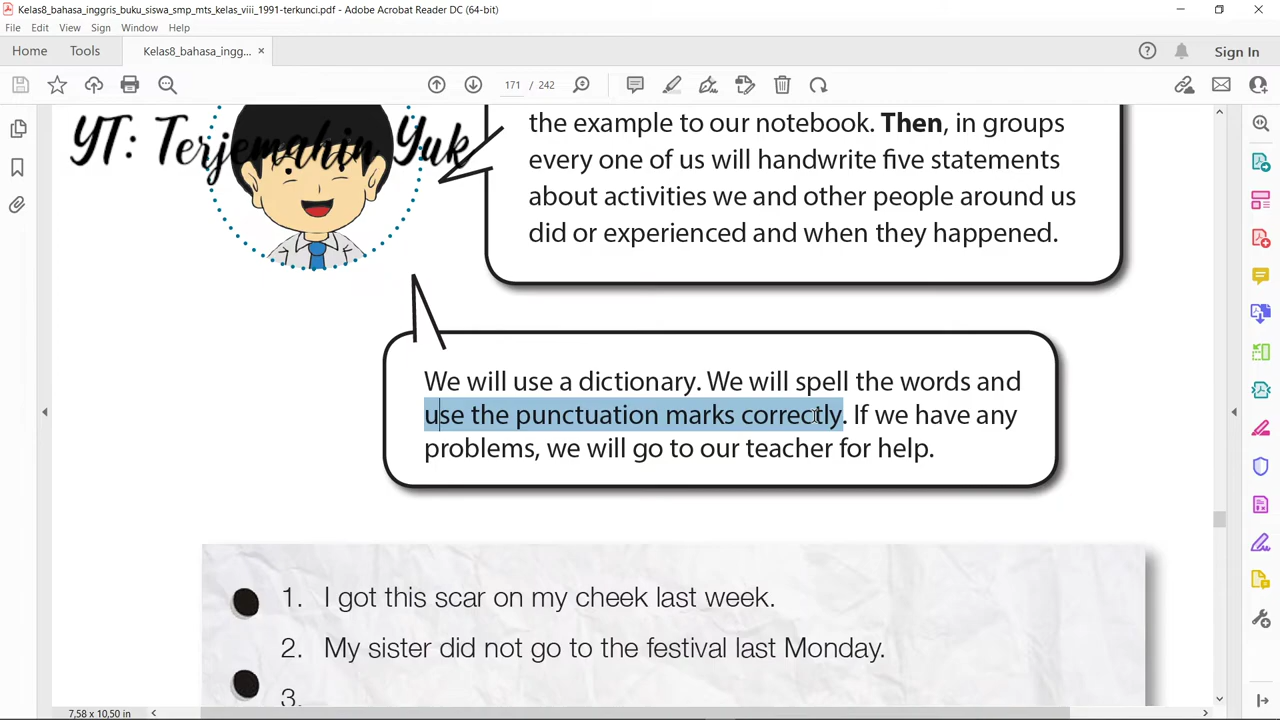 Kelas8_bahasa_inggris_buku_siswa_smp_mts_kelas_viii_1991-terkunci.pdf - Adobe Acrobat Reader DC (64-bit)
File Edit View Sign Window Help
Home Tools Kelas8_bahasa_ingg... × Sign In
171 / 242
YT: Terjemahin Yuk
the example to our notebook. Then, in groups
every one of us will handwrite five statements
about activities we and other people around us
did or experienced and when they happened.
We will use a dictionary. We will spell the words and
use the punctuation marks correctly. If we have any
problems, we will go to our teacher for help.
1. I got this scar on my cheek last week.
2. My sister did not go to the festival last Monday.
3.
7,58 x 10,50 in